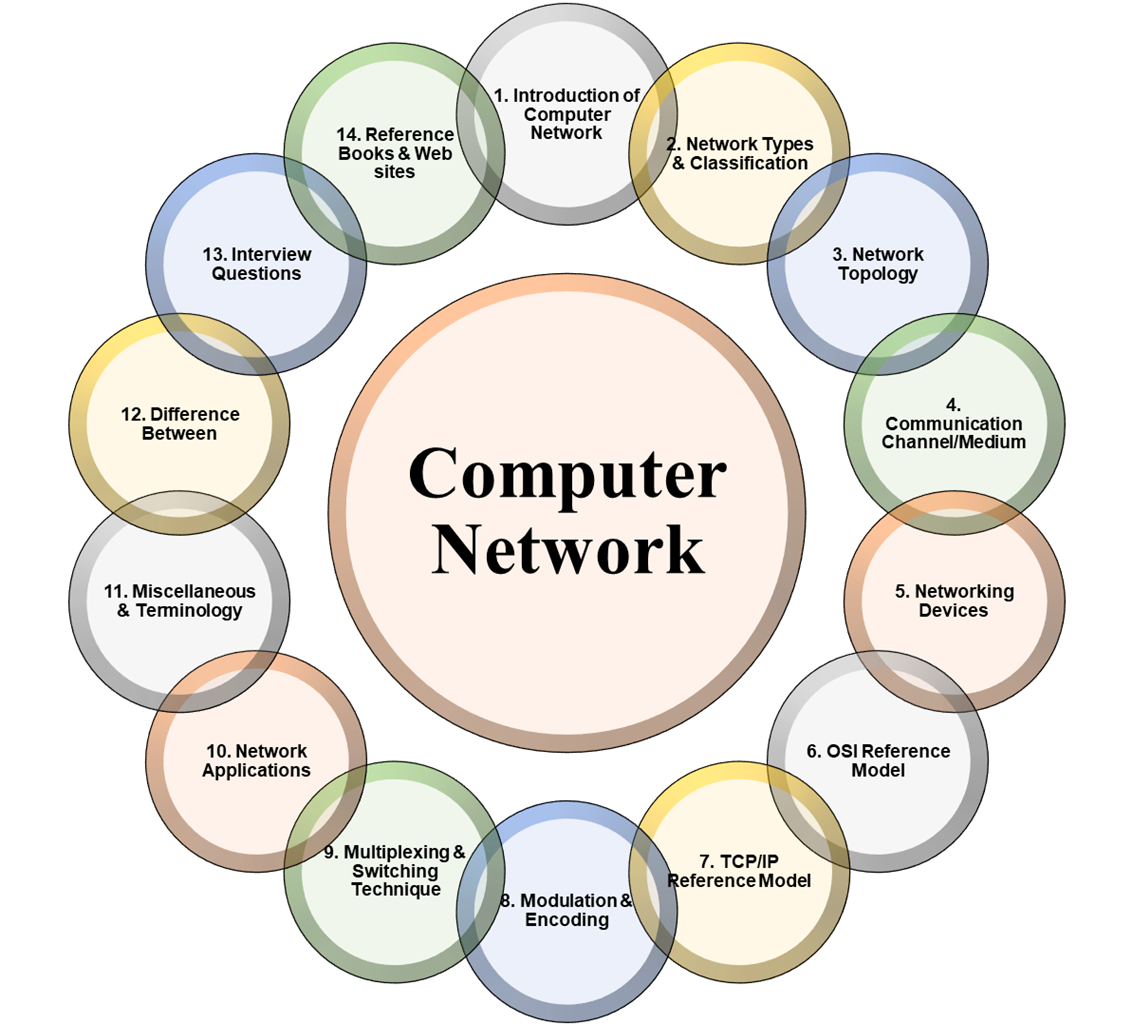 1. Introduction of
Computer
Network
2. Network Types
& Classification
3. Network
Topology
4.
Communication
Channel/Medium
5. Networking
Devices
6. OSI Reference
Model
7. TCP/IP
Reference Model
8. Modulation &
Encoding
9. Multiplexing &
Switching
Technique
10. Network
Applications
11. Miscellaneous
& Terminology
12. Difference
Between
13. Interview
Questions
14. Reference
Books & Web
sites
Computer
Network